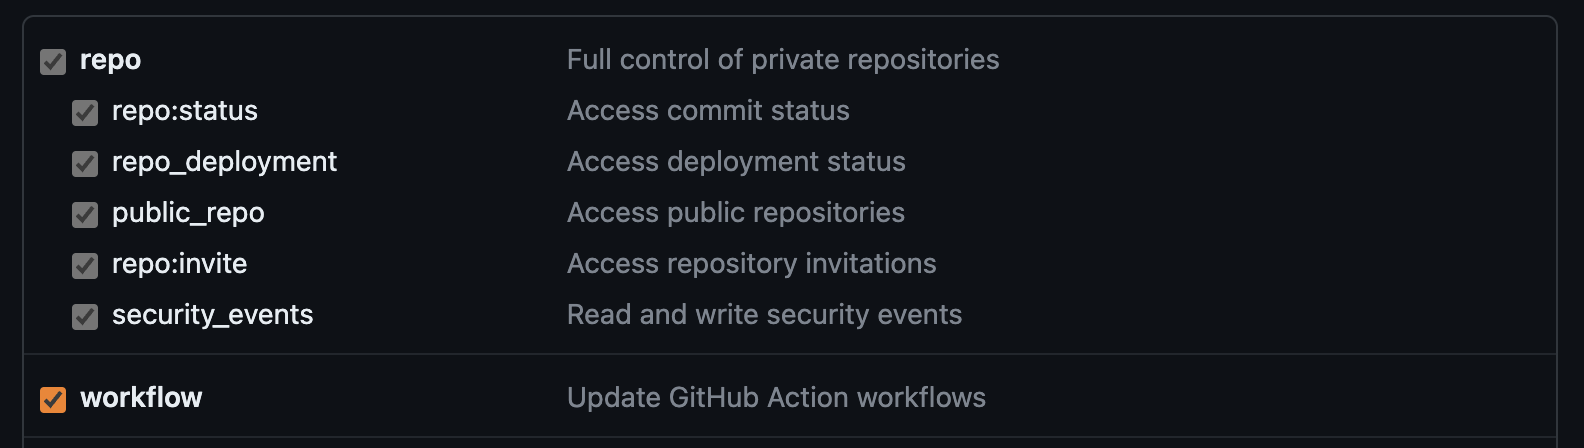 repo Full control of private repositories
repo:status Access commit status
repo_deployment Access deployment status
public_repo Access public repositories
repo:invite Access repository invitations
security_events Read and write security events
workflow Update GitHub Action workflows